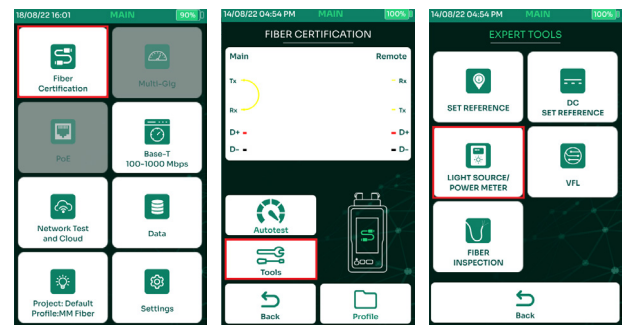 18/08/22 16:01 MAIN 90%
Fiber
Certification
Multi-Gig
PoE
Base-T
100-1000 Mbps
Network Test
and Cloud
Data
Project: Default
Profile:MM Fiber
Settings
14/08/22 04:54 PM MAIN 100%
FIBER CERTIFICATION
Main Remote
Tx Rx
Rx Tx
D+ D+
D- D-
Autotest
Tools
Back
Profile
14/08/22 04:54 PM MAIN 100%
EXPERT TOOLS
SET REFERENCE
DC
SET REFERENCE
LIGHT SOURCE/
POWER METER
VFL
FIBER
INSPECTION
Back